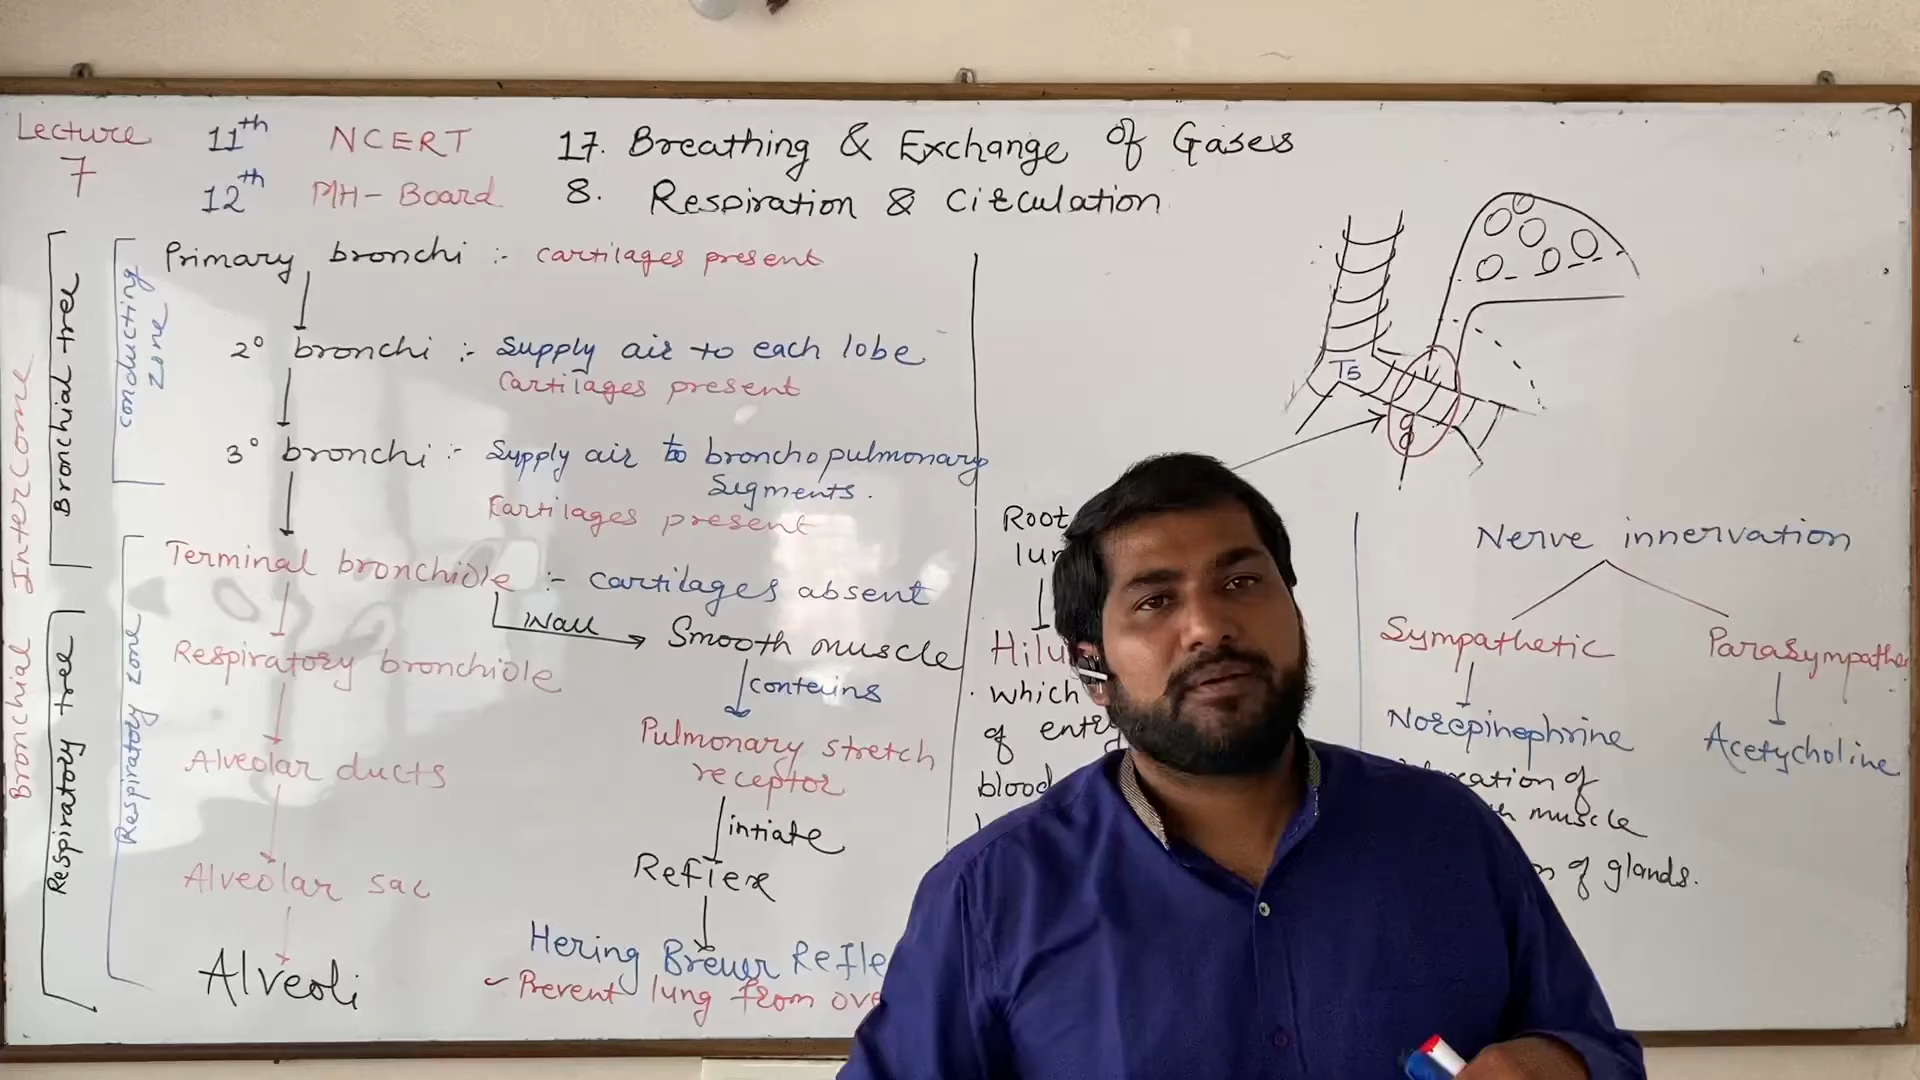 Lecture 7
11th NCERT 17. Breathing & Exchange of Gases
12th MH-Board 8. Respiration & Circulation
Bronchial InterCome
Bronchial tree
Respiratory tree
conducting zone
Respiratory zone
Primary bronchi :- cartilages present
2° bronchi :- Supply air to each lobe
Cartilages present
3° bronchi :- Supply air to bronchopulmonary
Segments.
Cartilages present
Terminal bronchiole :- cartilages absent
Wall Smooth muscle
Respiratory bronchiole
contains
Pulmonary stretch
receptor
Alveolar ducts
intiate
Reflex
Alveolar sac
Hering Breuer Refle
Prevent lung from ove
Alveoli
T5
Root
lun
Hilu
which
of entry
blood
Nerve innervation
Sympathetic Parasympathe
Norepinephrine Acetycholine
xation of
muscle
of glands.